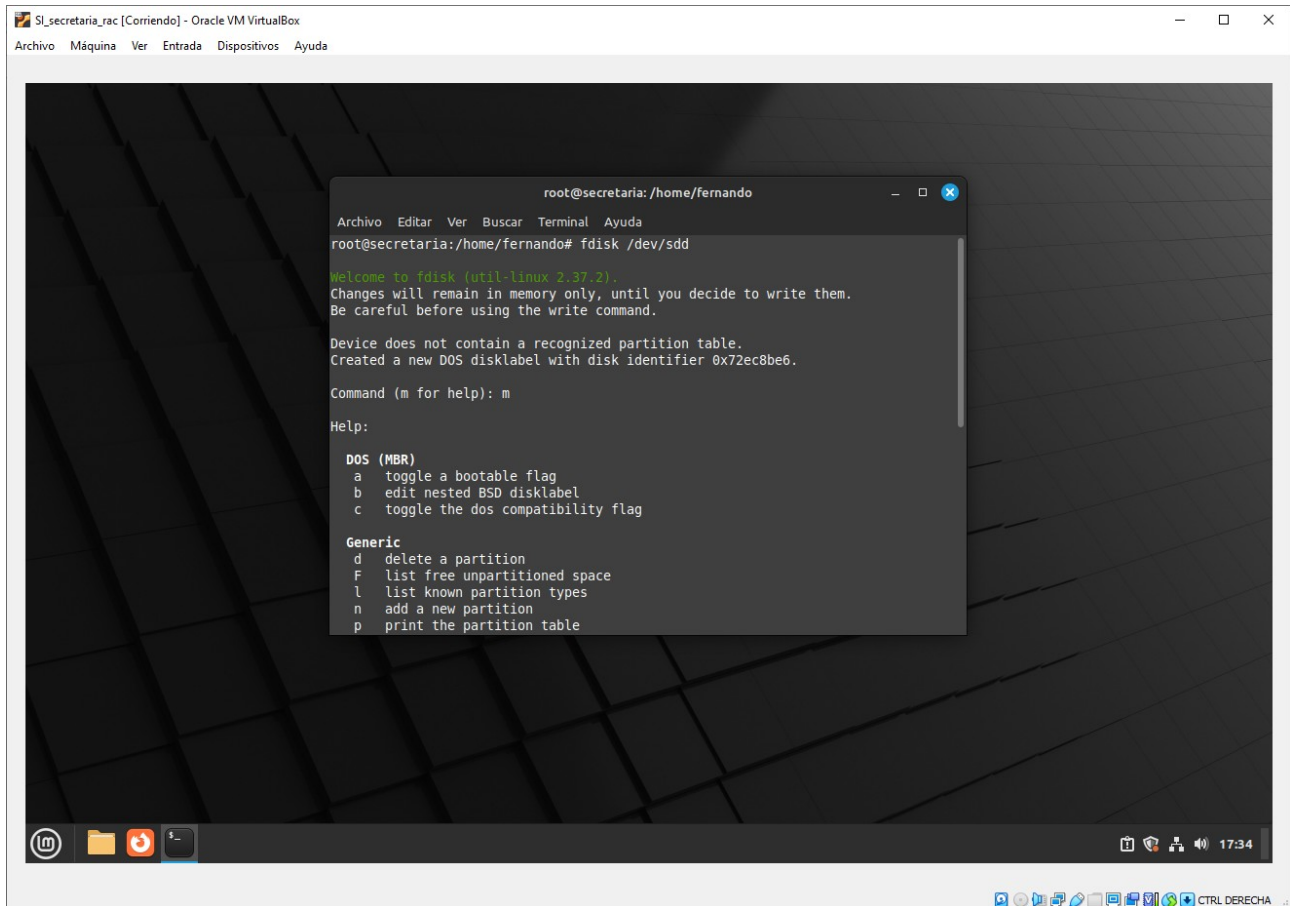 SI_secretaria_rac [Corriendo] - Oracle VM VirtualBox
Archivo Máquina Ver Entrada Dispositivos Ayuda
root@secretaria: /home/fernando
Archivo Editar Ver Buscar Terminal Ayuda
root@secretaria:/home/fernando# fdisk /dev/sdd
Welcome to fdisk (util-linux 2.37.2).
Changes will remain in memory only, until you decide to write them.
Be careful before using the write command.
Device does not contain a recognized partition table.
Created a new DOS disklabel with disk identifier 0x72ec8be6.
Command (m for help): m
Help:
DOS (MBR)
a toggle a bootable flag
b edit nested BSD disklabel
c toggle the dos compatibility flag
Generic
d delete a partition
F list free unpartitioned space
l list known partition types
n add a new partition
p print the partition table
$_
17:34
CTRL DERECHA